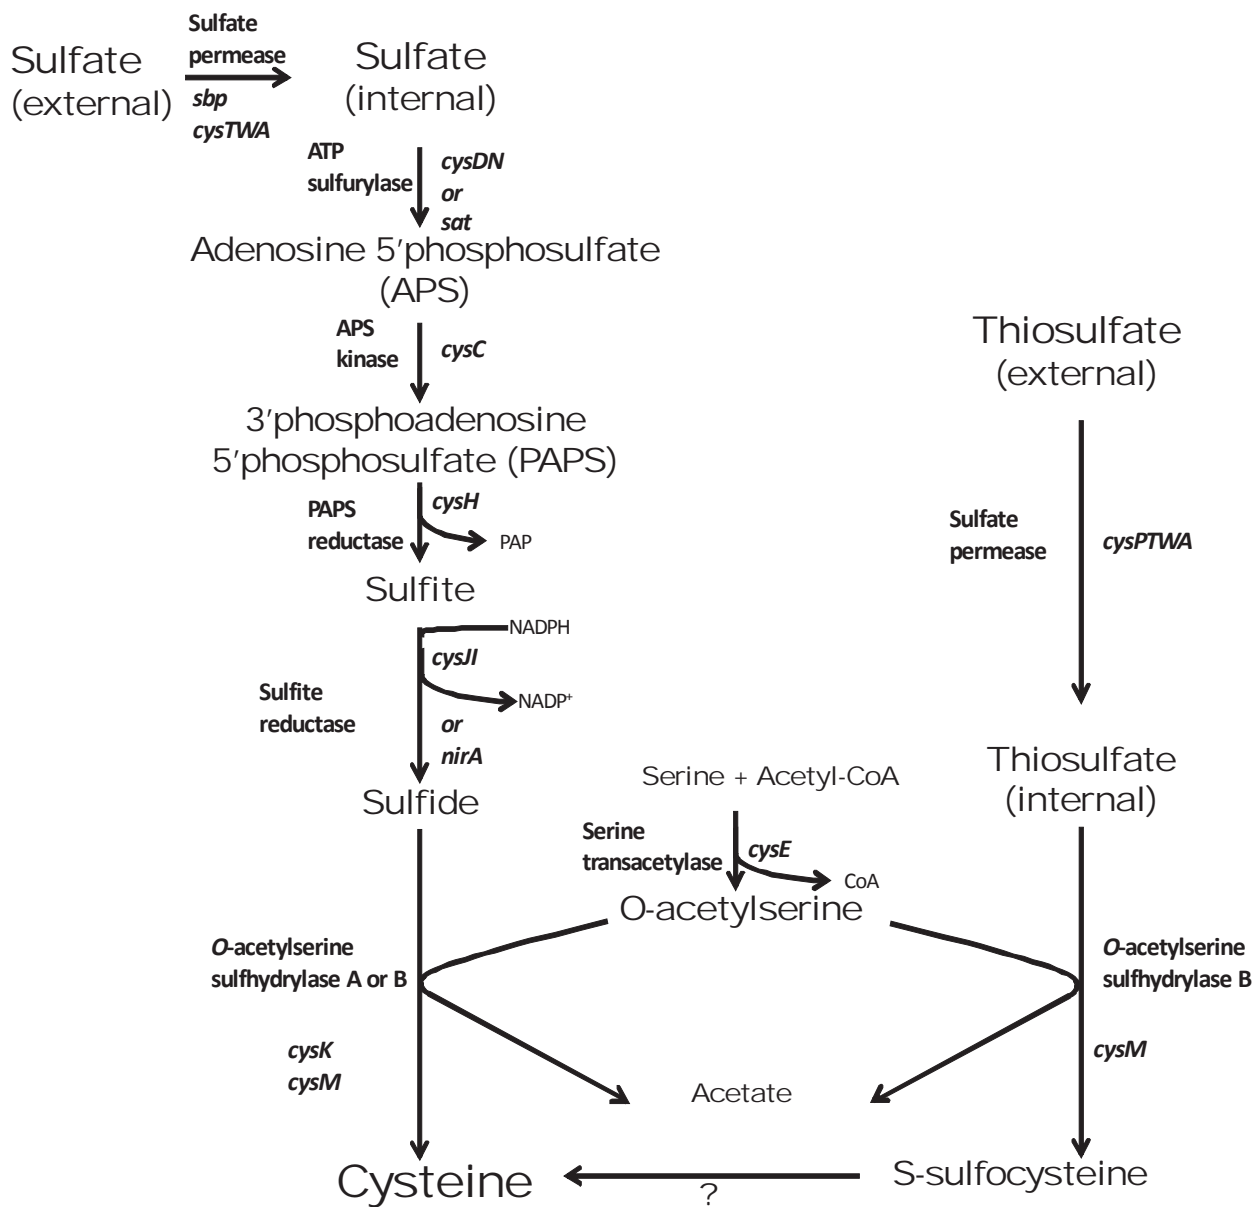 Sulfate
permease
Sulfate
(external)
sbp
cysTWA
Sulfate
(internal)
ATP
sulfurylase
cysDN
or
sat
Adenosine 5'phosphosulfate
(APS)
APS
kinase
cysC
3'phosphoadenosine
5'phosphosulfate (PAPS)
PAPS
reductase
cysH
PAP
Sulfite
NADPH
cysJI
NADP+
Sulfite
reductase
or
nirA
Sulfide
Thiosulfate
(external)
Sulfate
permease
cysPTWA
Thiosulfate
(internal)
Serine + Acetyl-CoA
Serine
transacetylase
cysE
CoA
O-acetylserine
O-acetylserine
sulfhydrylase A or B
cysK
cysM
O-acetylserine
sulfhydrylase B
cysM
Acetate
Cysteine
?
S-sulfocysteine